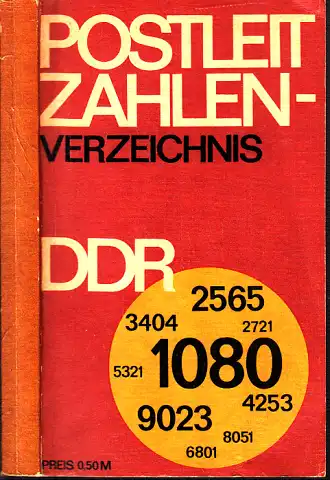 POSTLEIT
ZAHLEN-
VERZEICHNIS
DDR
2565
3404
2721
5321
1080
4253
9023
8051
6801
PREIS 0,50 M